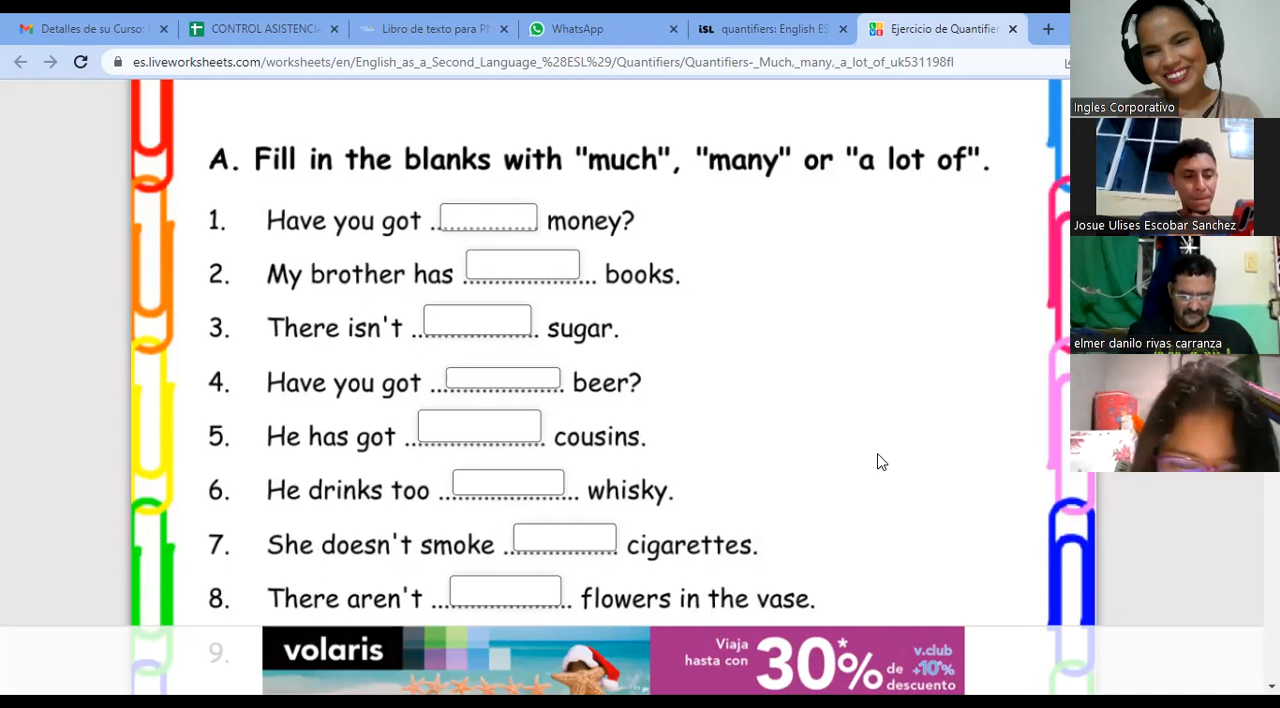 Detalles de su Curso:
CONTROL ASISTENCIA
Libro de texto para P
WhatsApp
iSL quantifiers: English ES
Ejercicio de Quantifier
es.liveworksheets.com/worksheets/en/English_as_a_Second_Language_%28ESL%29/Quantifiers/Quantifiers-_Much,_many,_a_lot_of_uk531198fl
Ingles Corporativo
A. Fill in the blanks with "much", "many" or "a lot of".
1. Have you got .. money?
2. My brother has ................... books.
Josue Ulises Escobar Sanchez
3. There isn't .................. sugar.
elmer danilo rivas carranza
4. Have you got .................. beer?
5. He has got .................. cousins.
6. He drinks too .................. whisky.
7. She doesn't smoke .................. cigarettes.
8. There aren't .................. flowers in the vase.
9.
volaris
Viaja
hasta con
30*%
de
descuento
v.club
+10*%